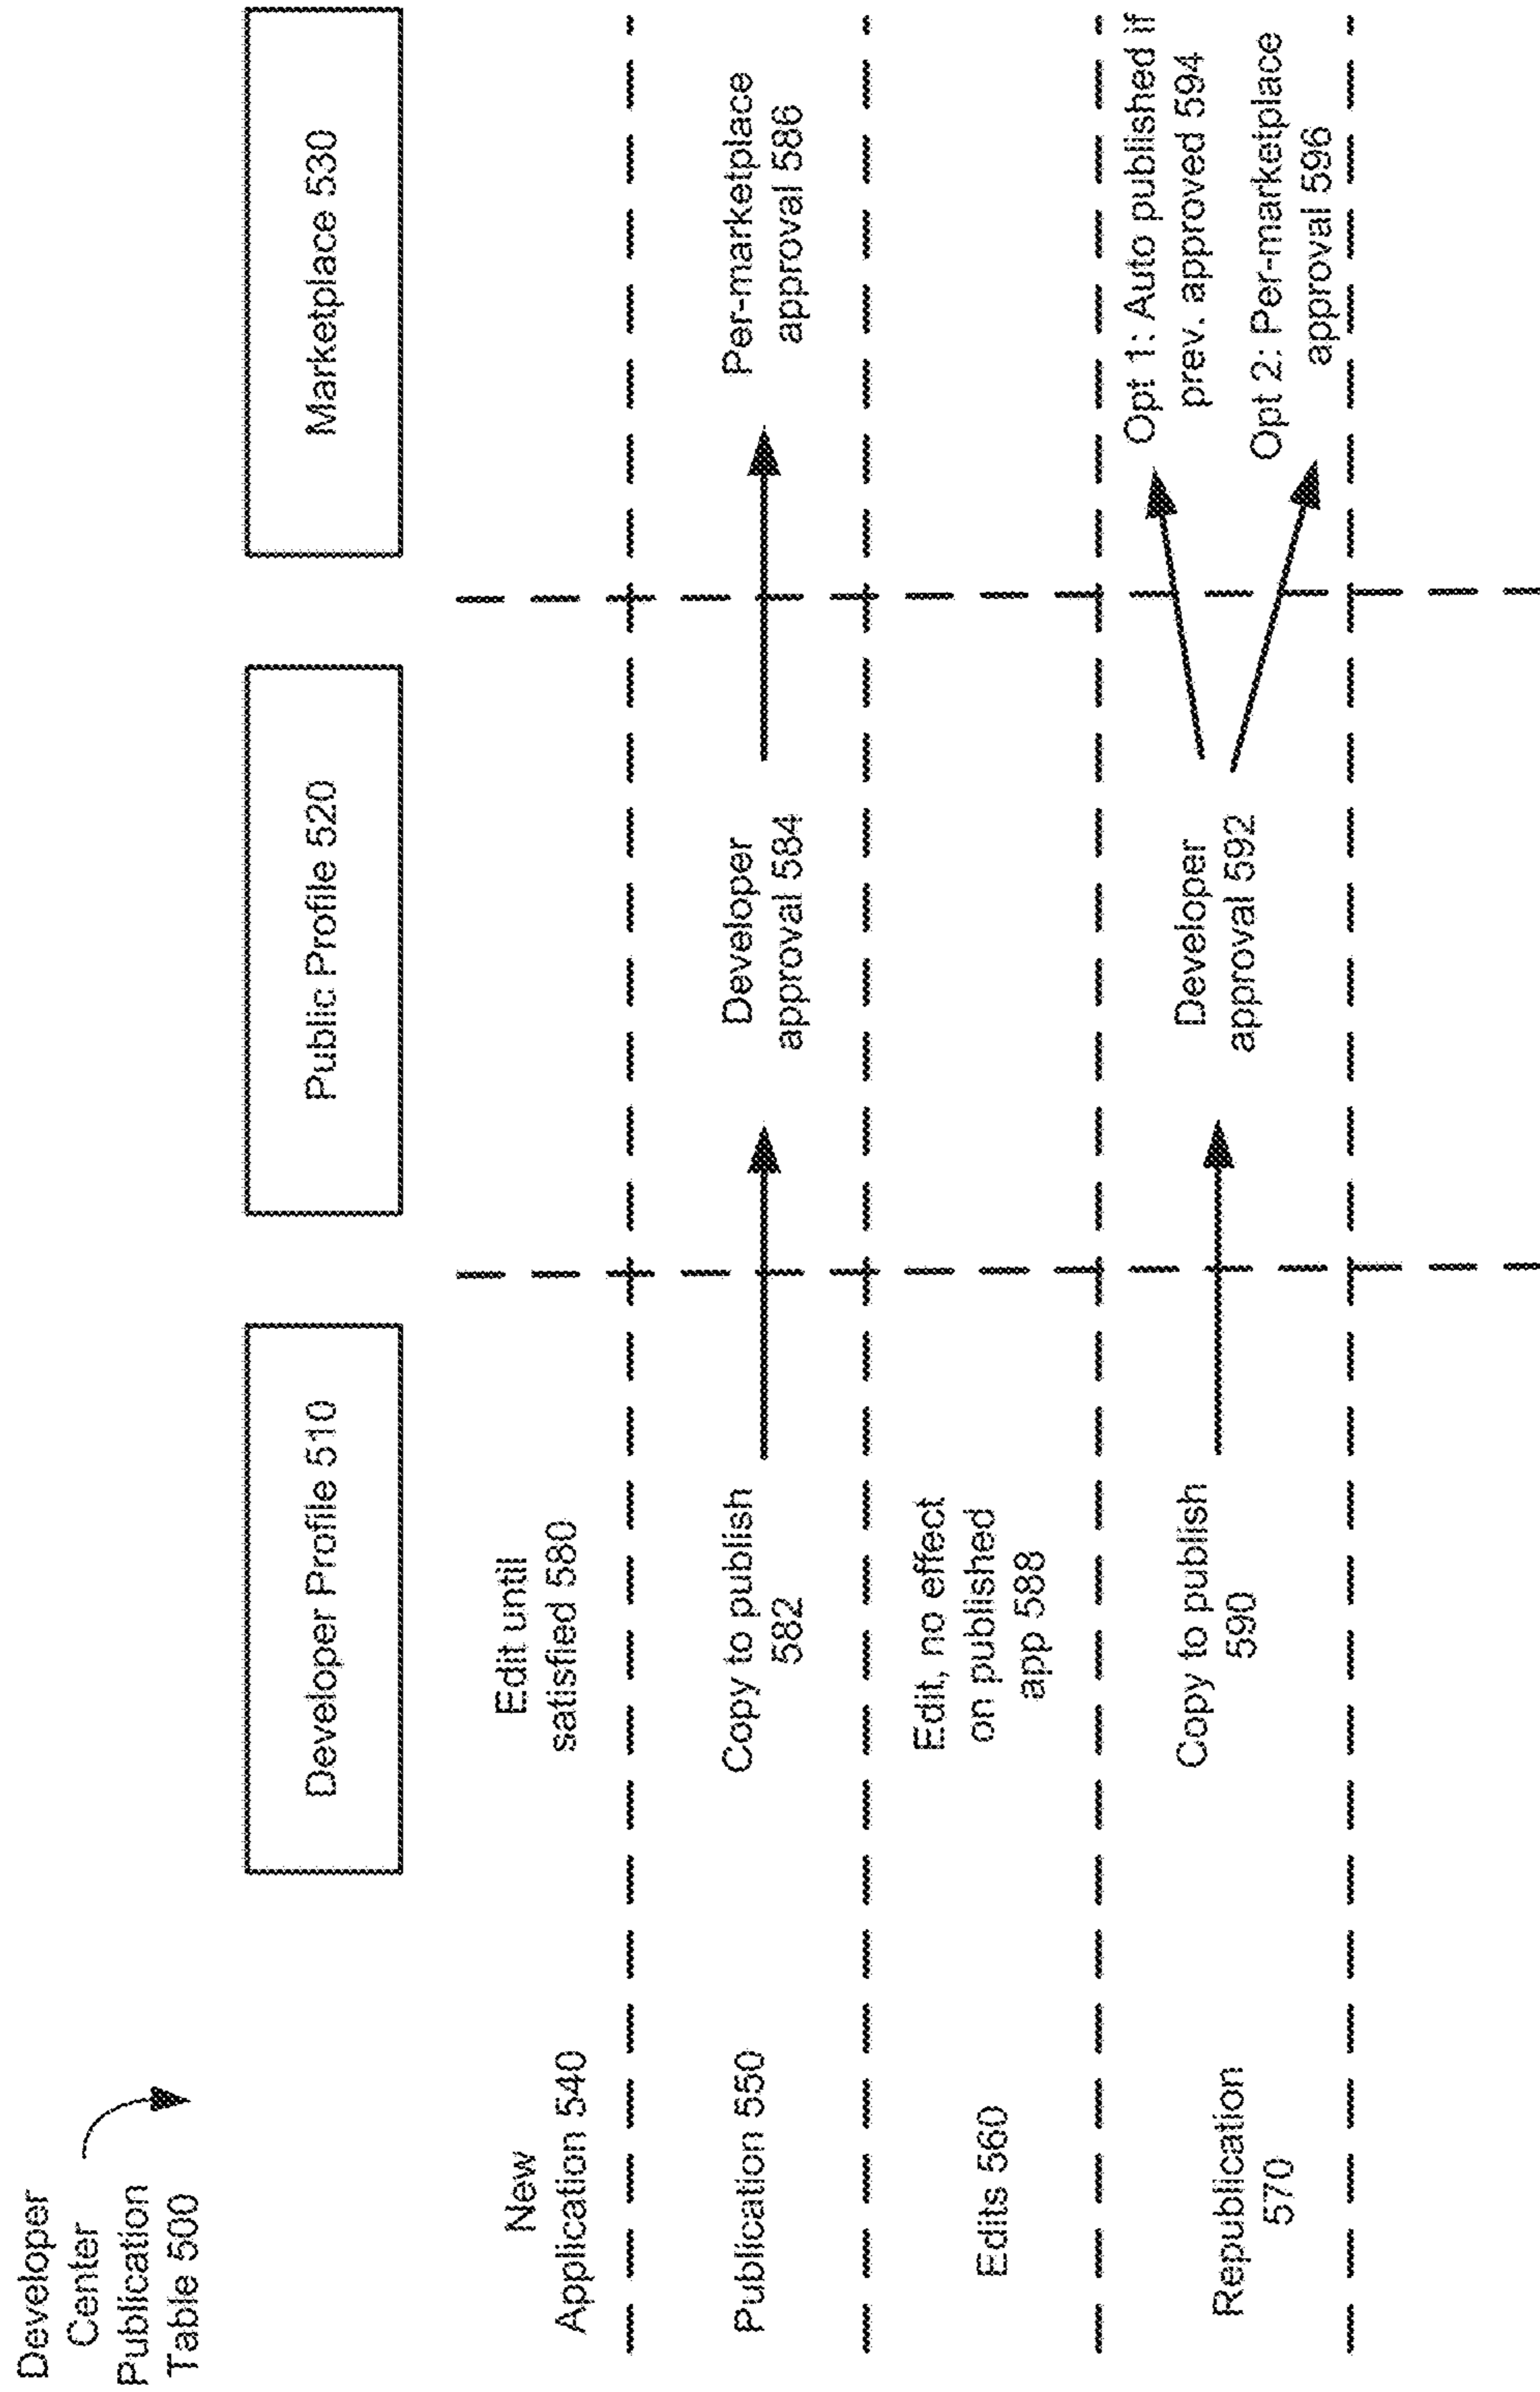 Developer
Center
Publication
Table 500
Developer Profile 510
Public Profile 520
Marketplace 530
New
Application 540
Edit until
satisfied 580
Publication 550
Copy to publish
582
Developer
approval 584
Per-marketplace
approval 586
Edits 560
Edit, no effect
on published
app 588
Republication
570
Copy to publish
590
Developer
approval 592
Opt 1: Auto published if
prev. approved 594
Opt 2: Per-marketplace
approval 596